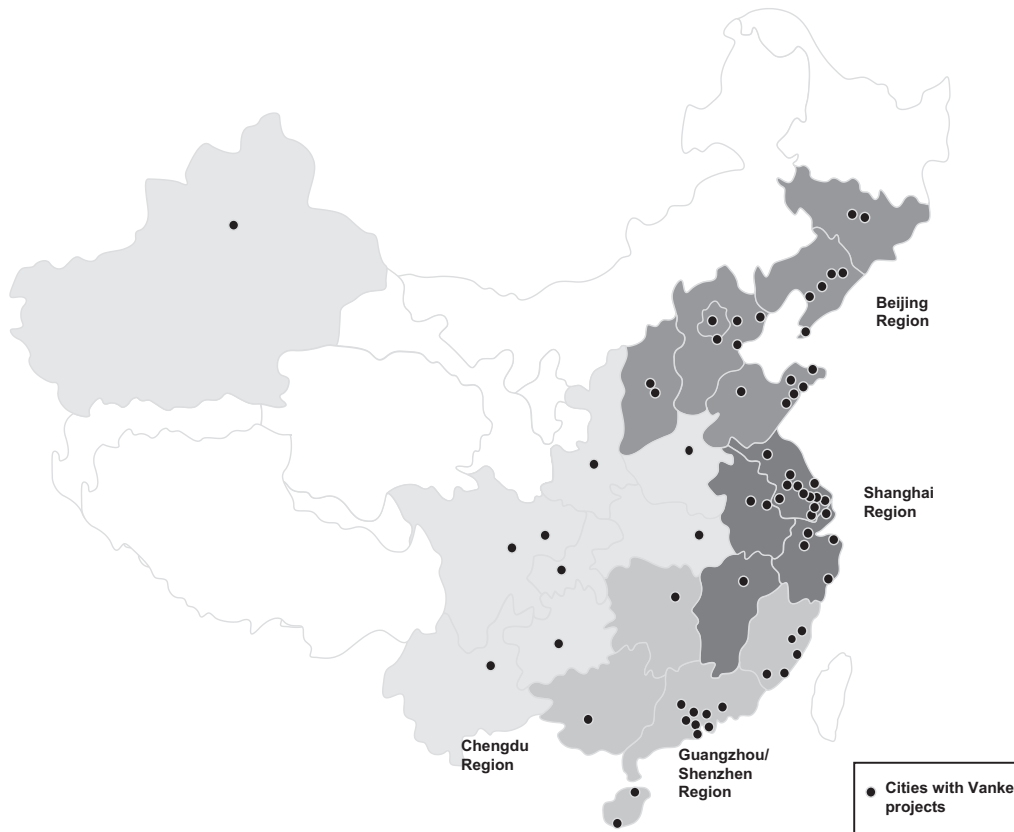 Beijing
Region
Shanghai
Region
Chengdu
Region
Guangzhou/
Shenzhen
Region
Cities with Vanke
projects